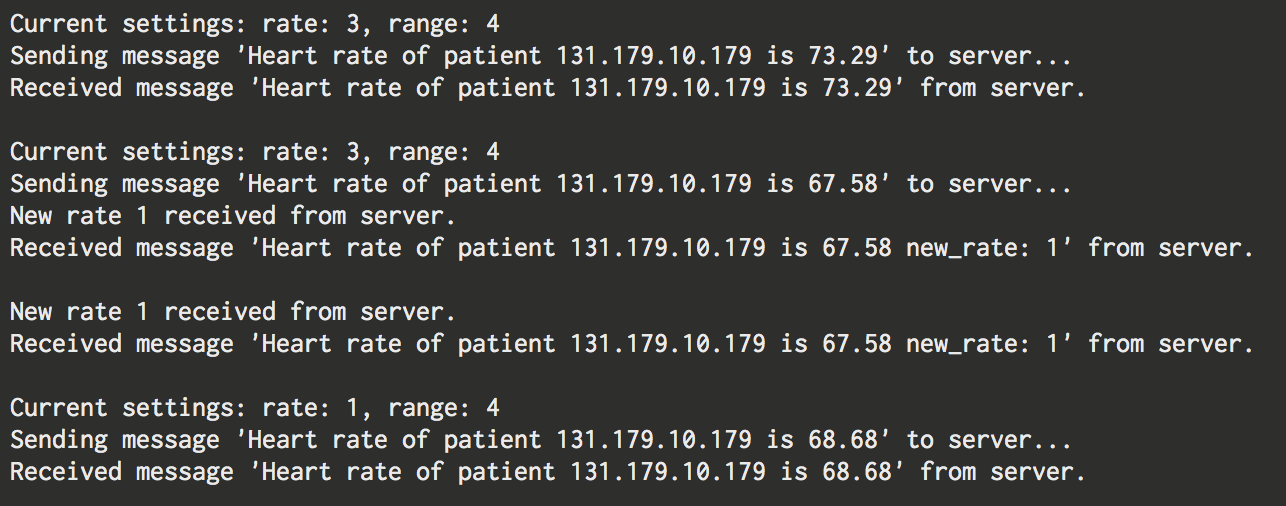 Current settings: rate: 3, range: 4
Sending message 'Heart rate of patient 131.179.10.179 is 73.29' to server...
Received message 'Heart rate of patient 131.179.10.179 is 73.29' from server.
Current settings: rate: 3, range: 4
Sending message 'Heart rate of patient 131.179.10.179 is 67.58' to server...
New rate 1 received from server.
Received message 'Heart rate of patient 131.179.10.179 is 67.58 new_rate: 1' from server.
New rate 1 received from server.
Received message 'Heart rate of patient 131.179.10.179 is 67.58 new_rate: 1' from server.
Current settings: rate: 1, range: 4
Sending message 'Heart rate of patient 131.179.10.179 is 68.68' to server...
Received message 'Heart rate of patient 131.179.10.179 is 68.68' from server.